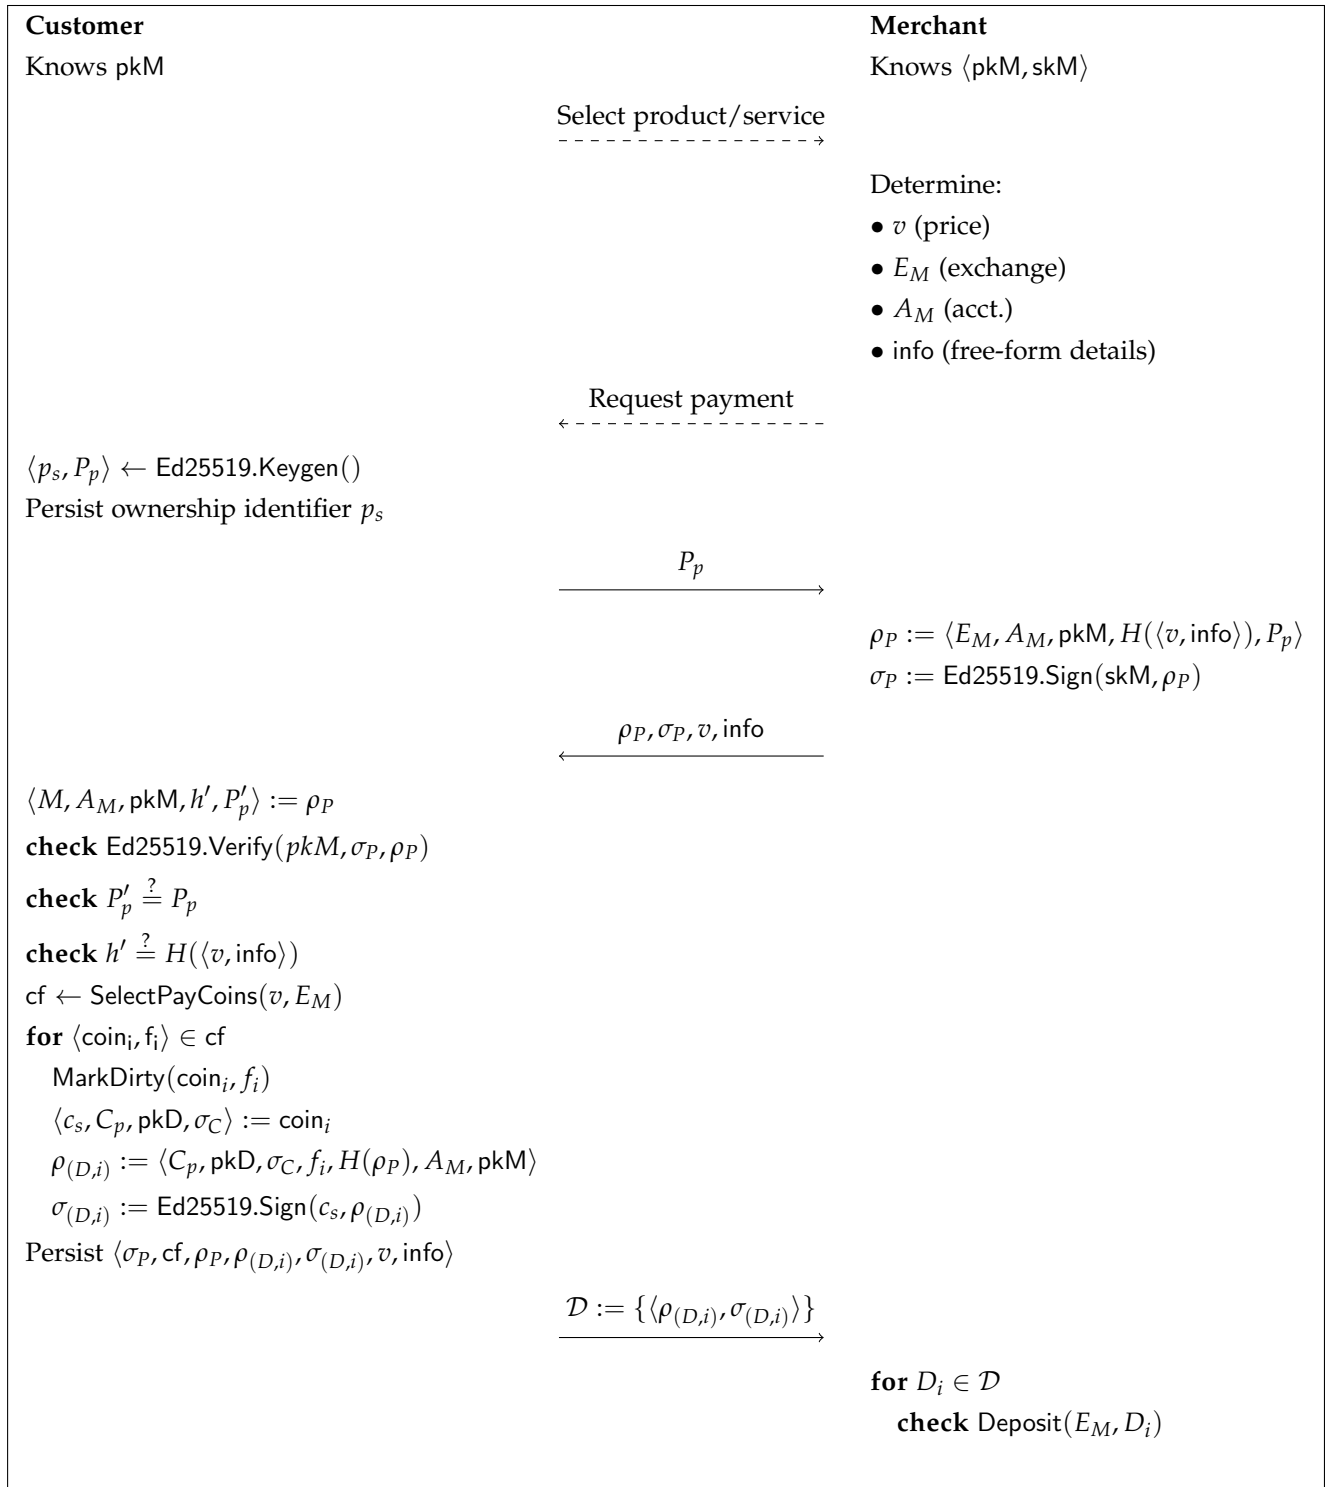 Customer
Merchant
Knows pkM
Knows ⟨pkM, skM⟩
Select product/service
Determine:
• v (price)
• E_M (exchange)
• A_M (acct.)
• info (free-form details)
Request payment
⟨p_s, P_p⟩ ← Ed25519.Keygen()
Persist ownership identifier p_s
P_p
ρ_P := ⟨E_M, A_M, pkM, H(⟨v, info⟩), P_p⟩
σ_P := Ed25519.Sign(skM, ρ_P)
ρ_P, σ_P, v, info
⟨M, A_M, pkM, h′, P′_p⟩ := ρ_P
check Ed25519.Verify(pkM, σ_P, ρ_P)
check P′_p ≟ P_p
check h′ ≟ H(⟨v, info⟩)
cf ← SelectPayCoins(v, E_M)
for ⟨coin_i, f_i⟩ ∈ cf
MarkDirty(coin_i, f_i)
⟨c_s, C_p, pkD, σ_C⟩ := coin_i
ρ_(D,i) := ⟨C_p, pkD, σ_C, f_i, H(ρ_P), A_M, pkM⟩
σ_(D,i) := Ed25519.Sign(c_s, ρ_(D,i))
Persist ⟨σ_P, cf, ρ_P, ρ_(D,i), σ_(D,i), v, info⟩
𝒟 := {⟨ρ_(D,i), σ_(D,i)⟩}
for D_i ∈ 𝒟
check Deposit(E_M, D_i)